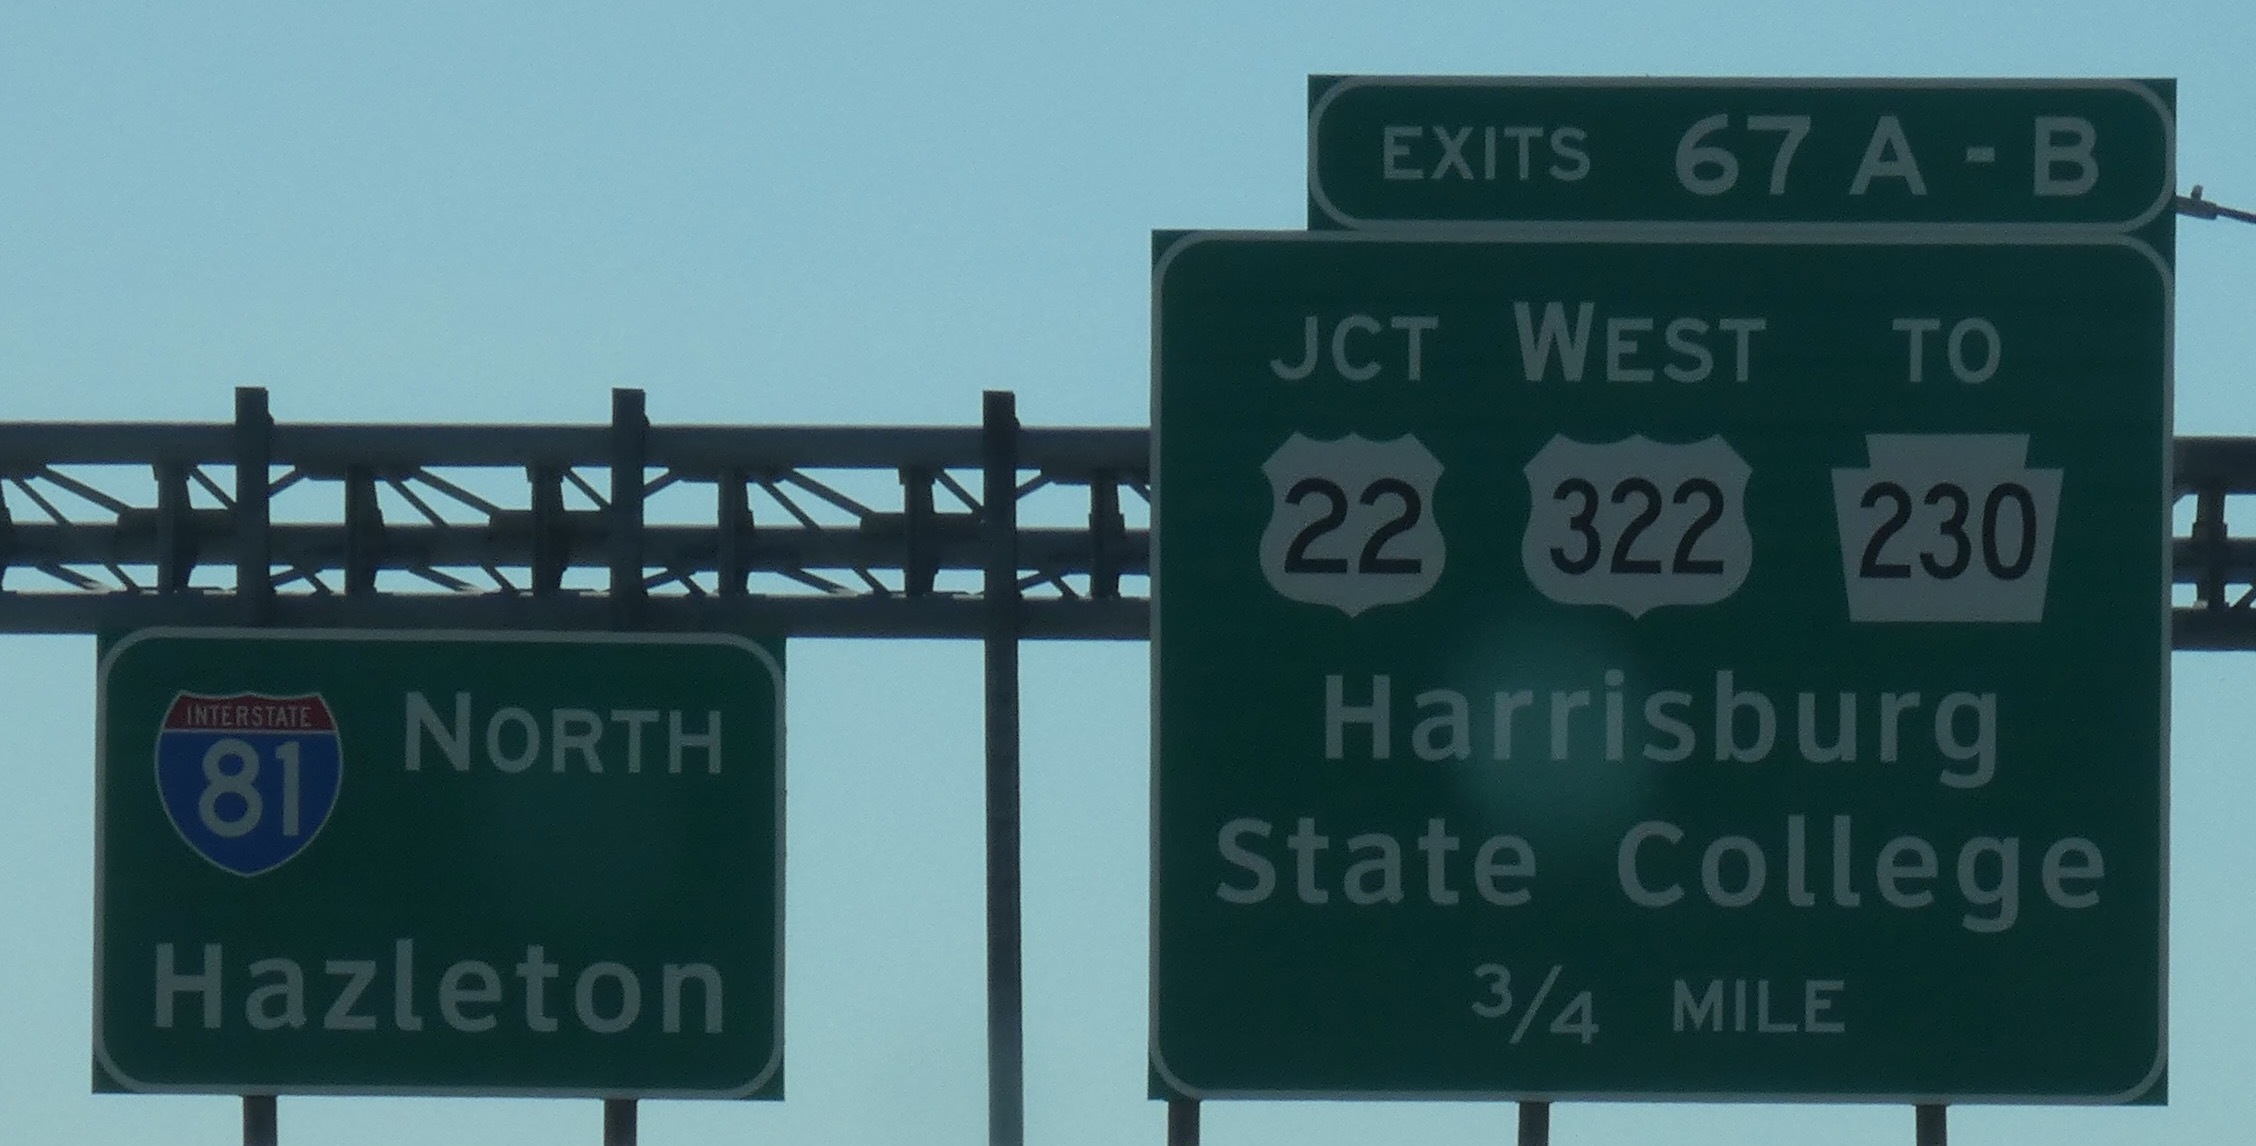 INTERSTATE
81 NORTH
Hazleton
EXITS 67 A - B
JCT WEST TO
22 322 230
Harrisburg
State College
3/4 MILE